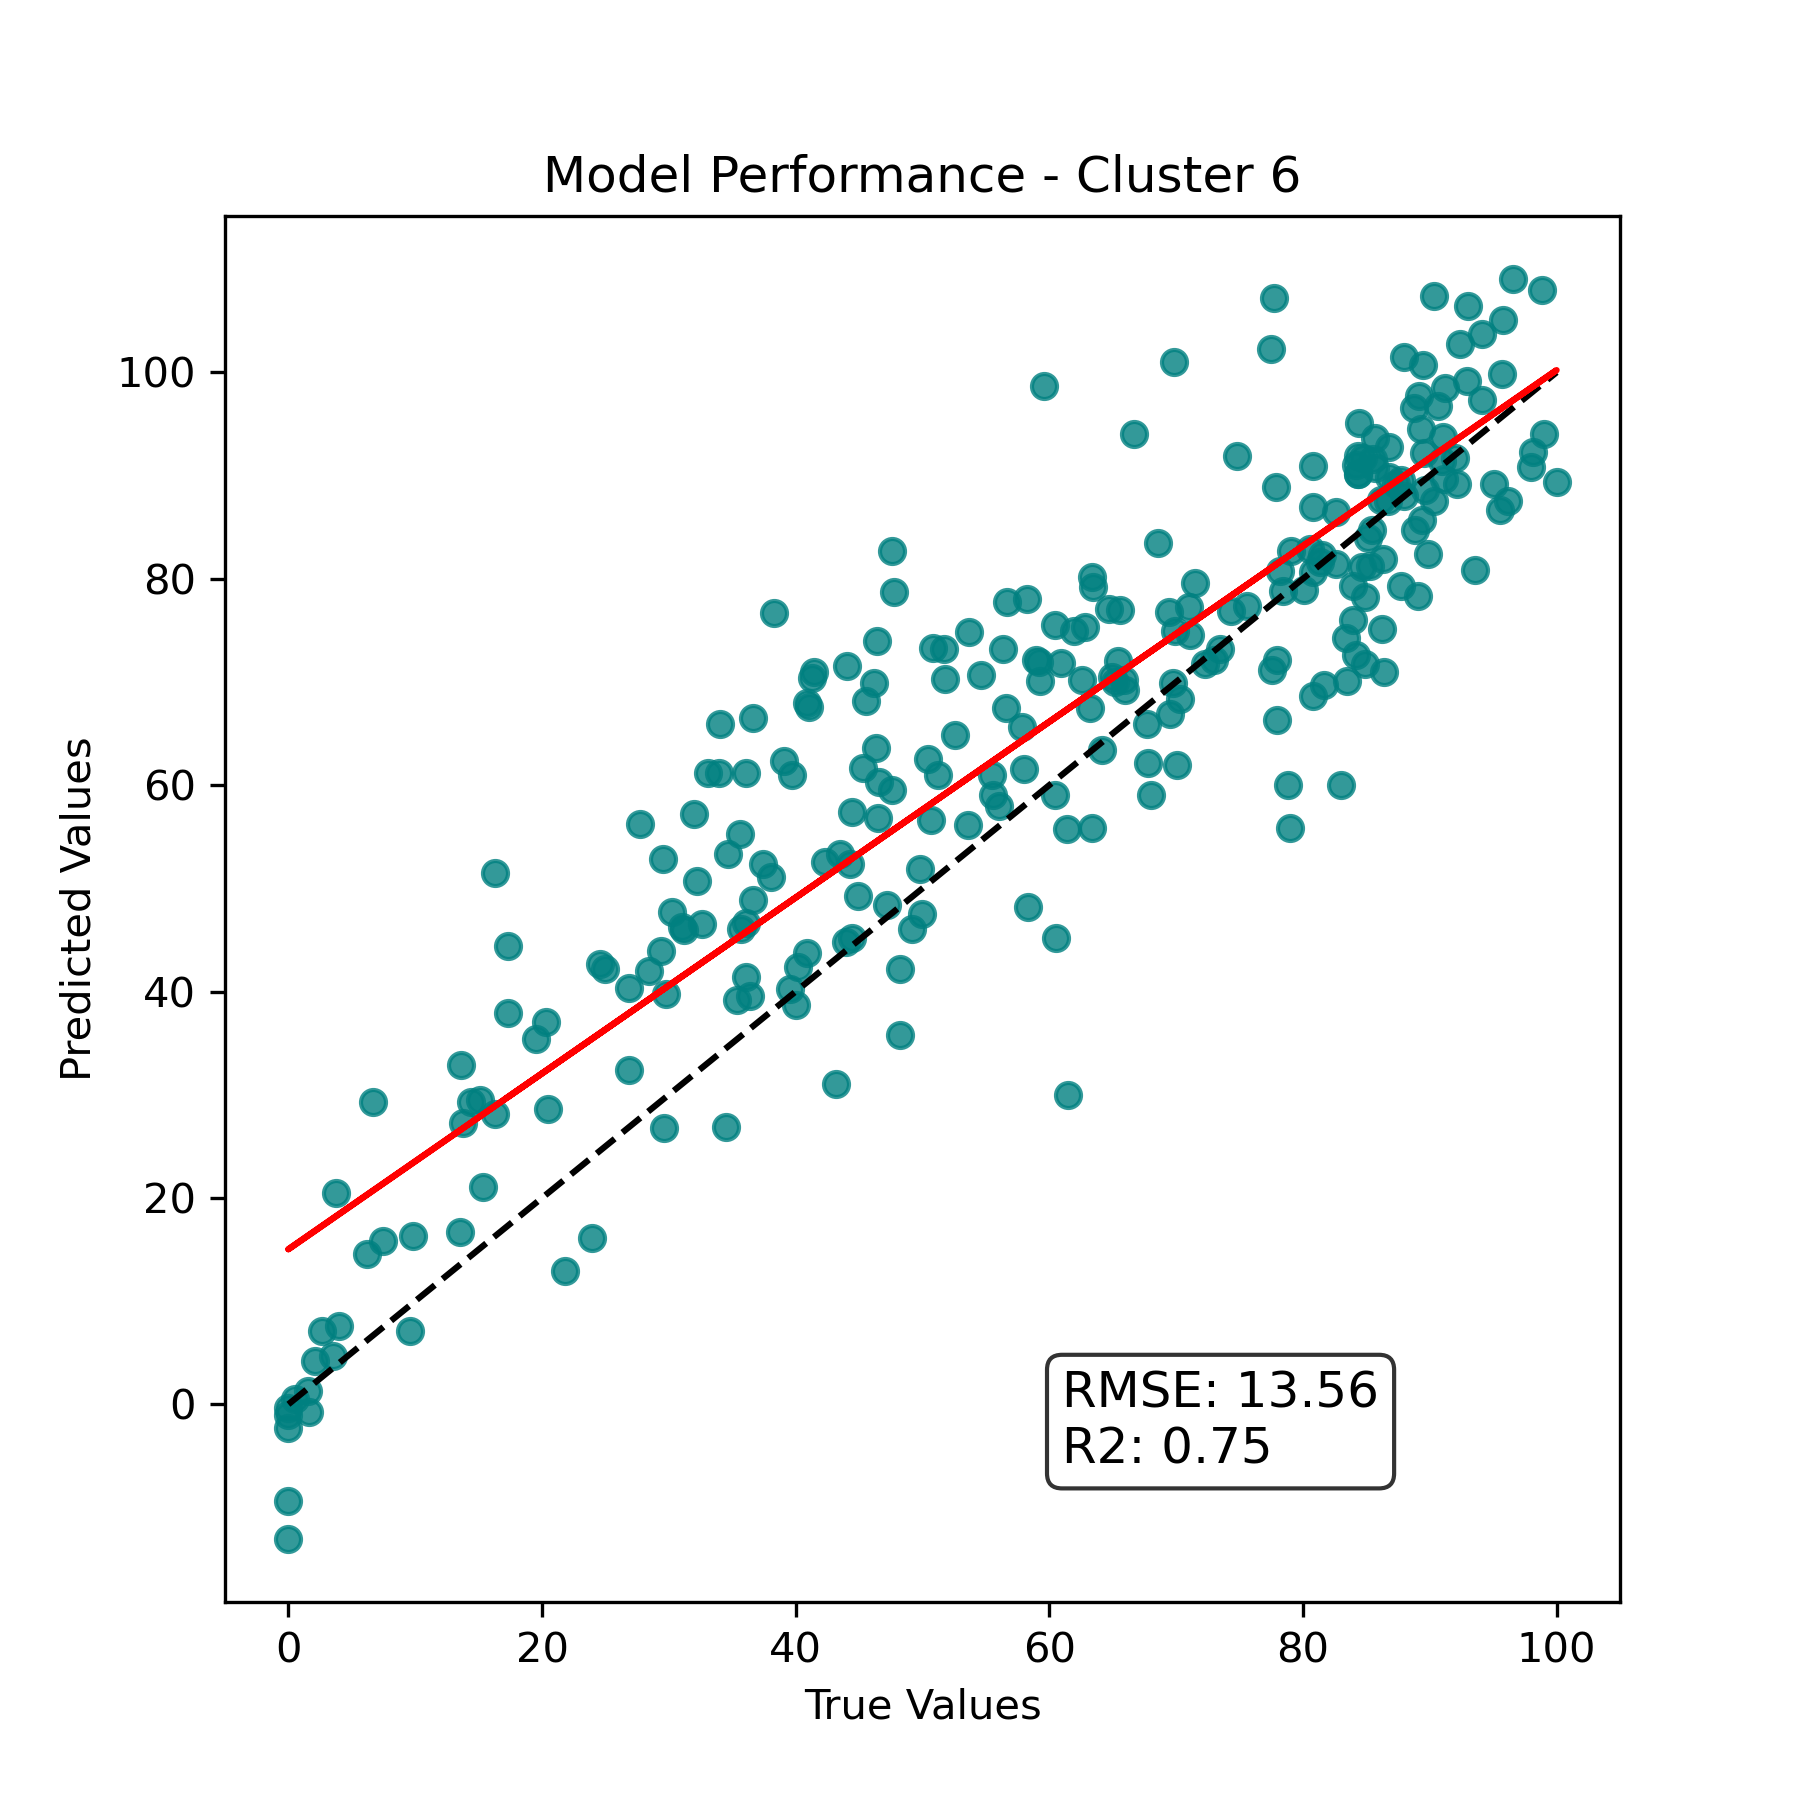 Model Performance - Cluster 6
Predicted Values
100
80
60
40
20
0
RMSE: 13.56
R2: 0.75
0 20 40 60 80 100
True Values